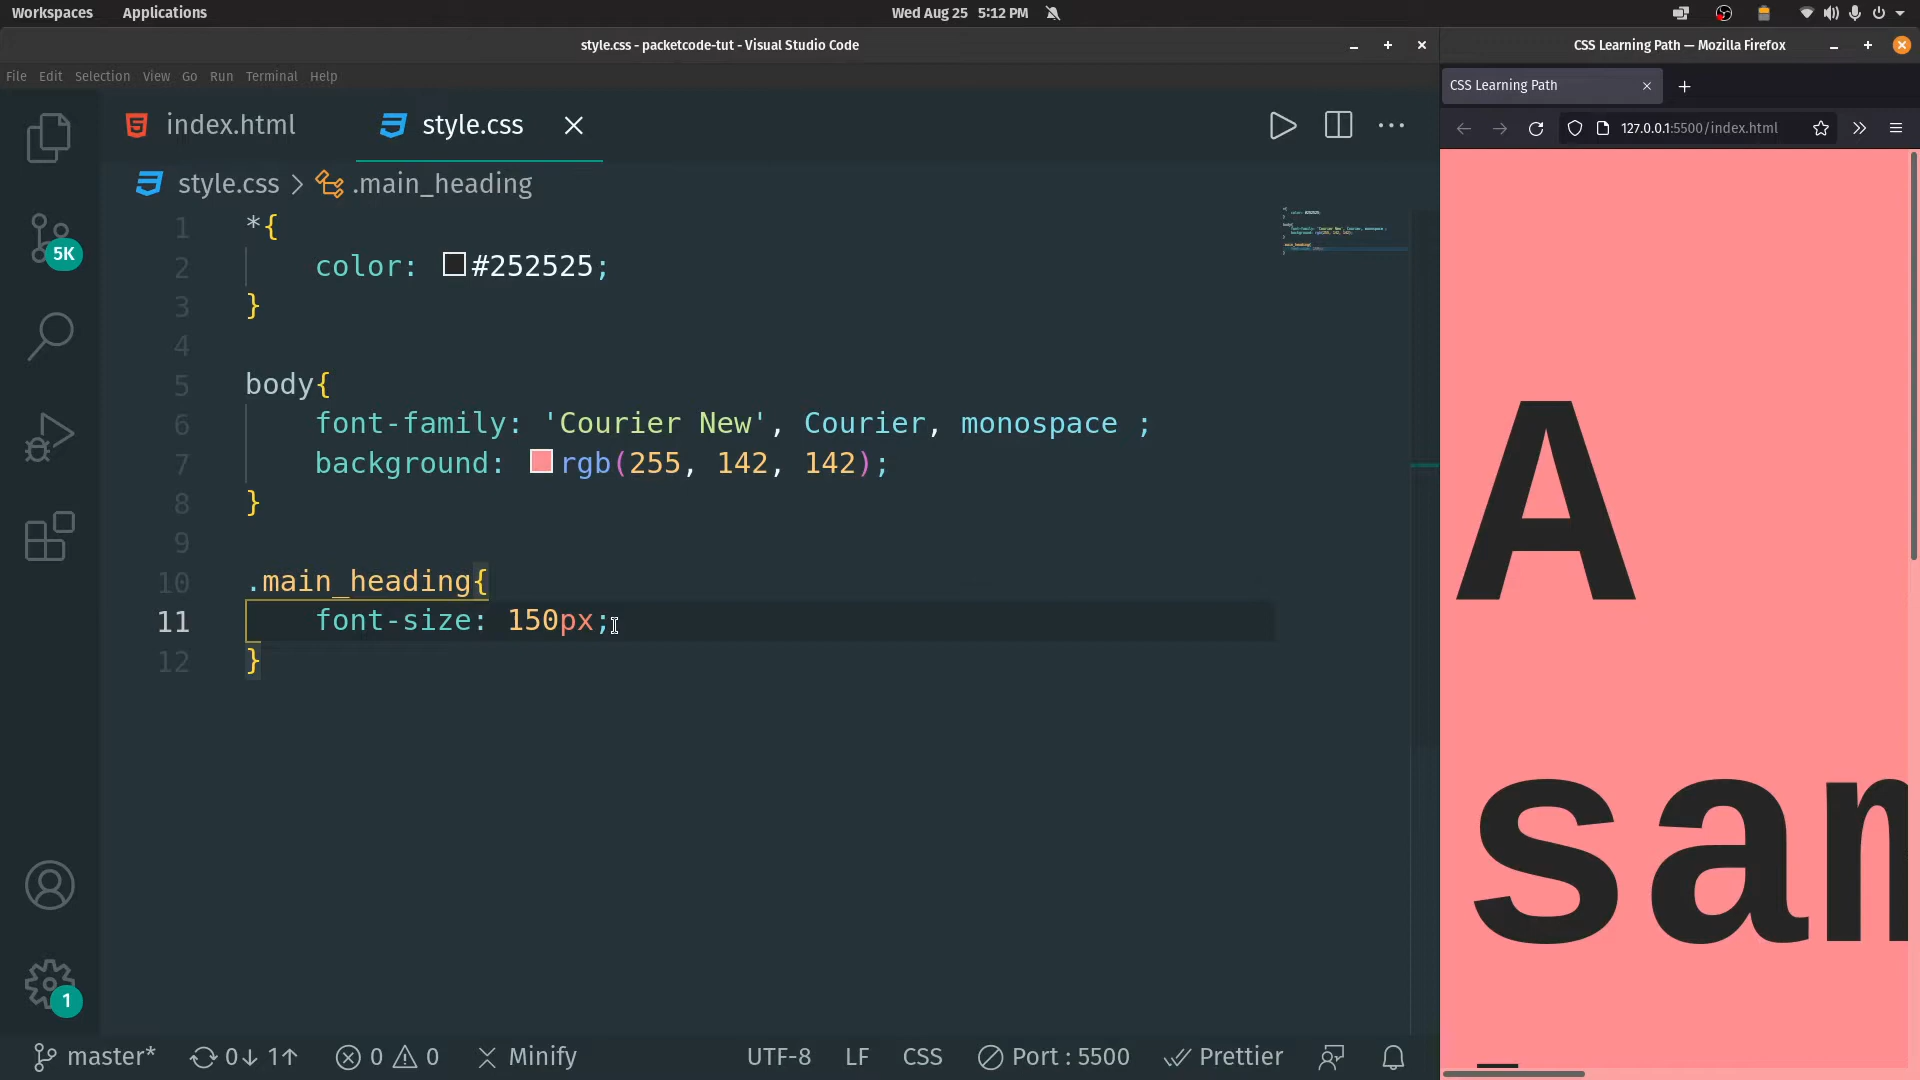 Workspaces Applications Wed Aug 25 5:12 PM
style.css - packetcode-tut - Visual Studio Code
File Edit Selection View Go Run Terminal Help
index.html style.css
style.css > .main_heading
1 *{
2 color: #252525;
3 }
4
5 body{
6 font-family: 'Courier New', Courier, monospace ;
7 background: rgb(255, 142, 142);
8 }
9
10 .main_heading{
11 font-size: 150px;
12 }
5K
1
master* 0↓ 1↑ 0 0 Minify UTF-8 LF CSS Port : 5500 Prettier
CSS Learning Path — Mozilla Firefox
CSS Learning Path
127.0.0.1:5500/index.html
A
sam